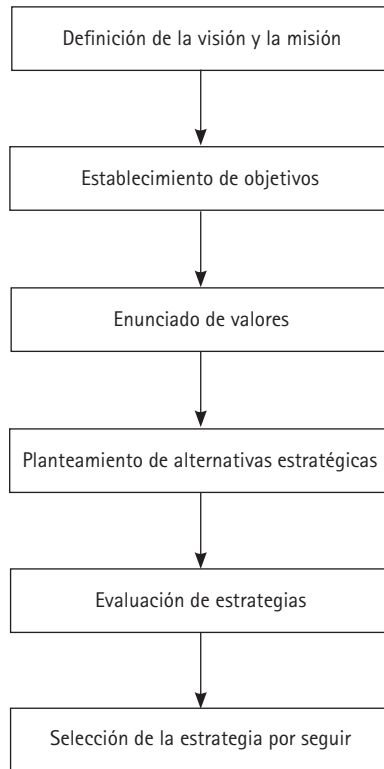 Definición de la visión y la misión
Establecimiento de objetivos
Enunciado de valores
Planteamiento de alternativas estratégicas
Evaluación de estrategias
Selección de la estrategia por seguir